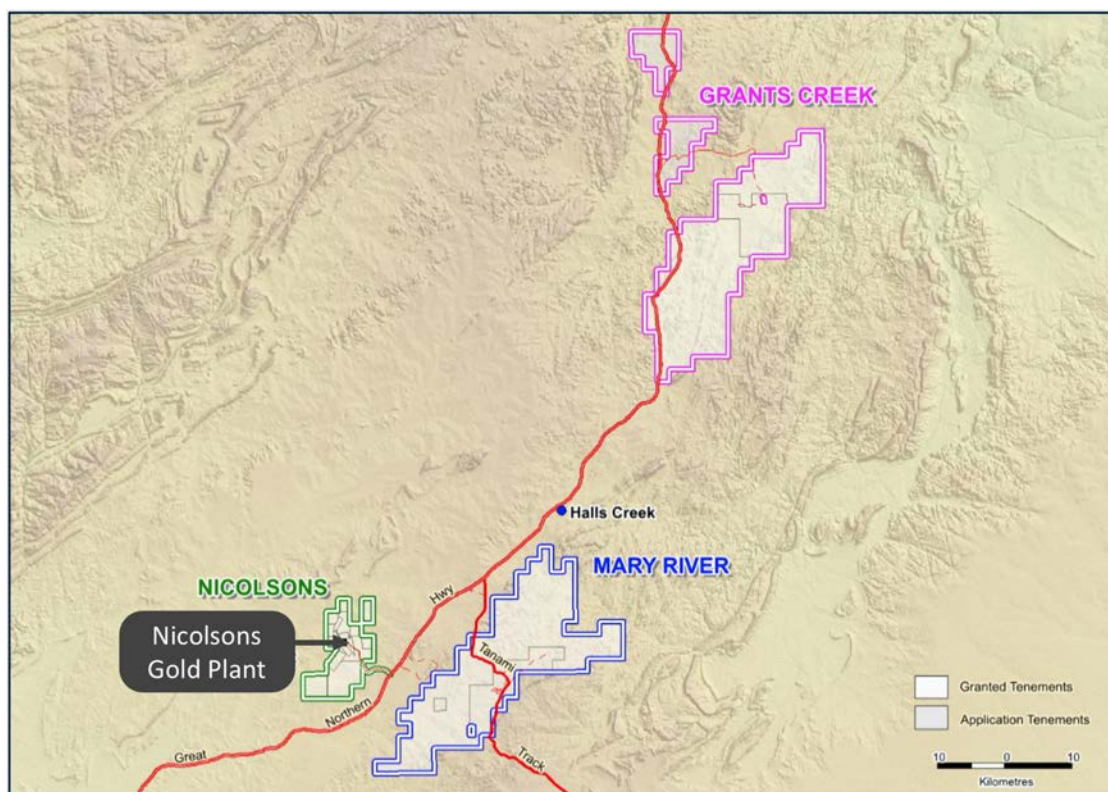 GRANTS CREEK
Halls Creek
MARY RIVER
NICOLSONS
Nicolsons
Gold Plant
Hwy
Tanami
Northern
Great
Track
Granted Tenements
Application Tenements
10 0 10
Kilometres